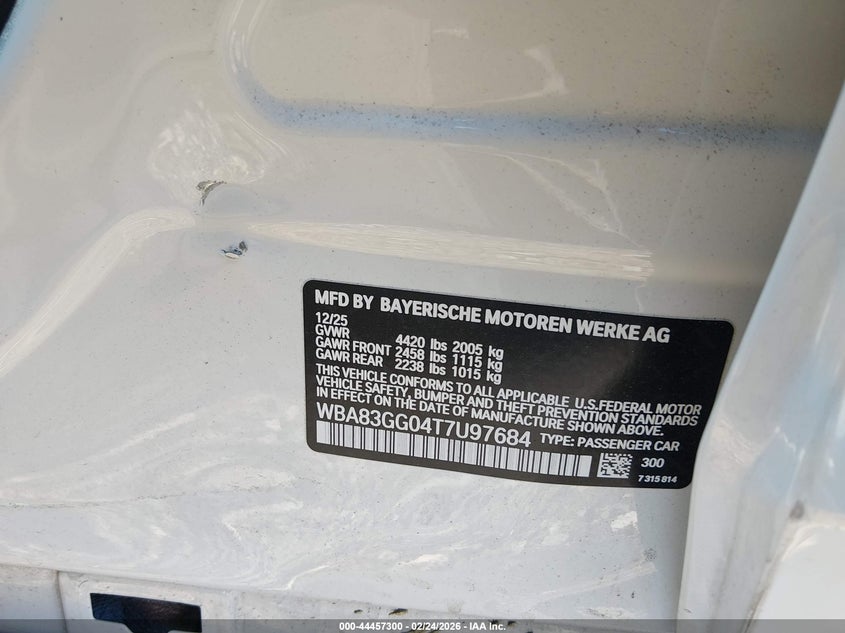 MFD BY BAYERISCHE MOTOREN WERKE AG
12/25
GVWR 4420 lbs 2005 kg
GAWR FRONT 2458 lbs 1115 kg
GAWR REAR 2238 lbs 1015 kg
THIS VEHICLE CONFORMS TO ALL APPLICABLE U.S.FEDERAL MOTOR
VEHICLE SAFETY, BUMPER AND THEFT PREVENTION STANDARDS
IN EFFECT ON THE DATE OF MANUFACTURE SHOWN ABOVE.
WBA83GG04T7U97684 TYPE: PASSENGER CAR
300
7 315 814
000-44457300 - 02/24/2026 - IAA Inc.